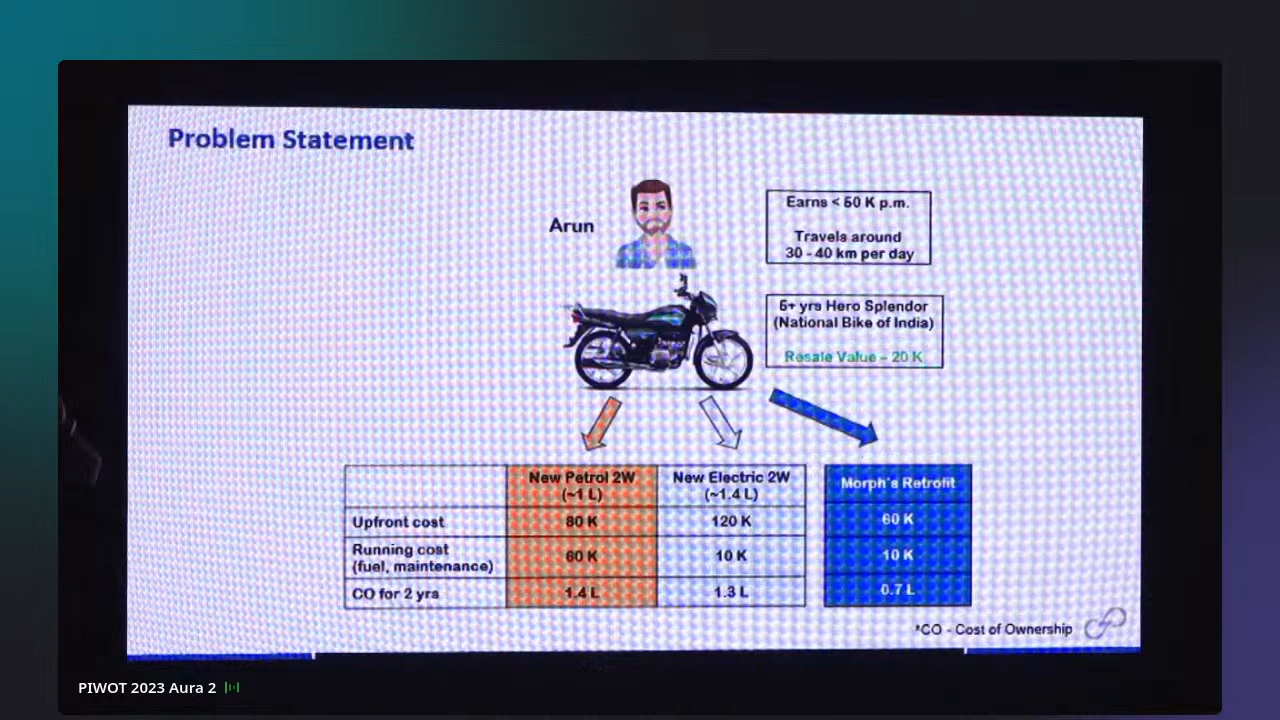 Problem Statement
Arun
Earns < 50 K p.m.
Travels around
30 - 40 km per day
5+ yrs Hero Splendor
(National Bike of India)
Resale Value – 20 K
New Petrol 2W
(~1 L)
New Electric 2W
(~1.4 L)
Morph's Retrofit
Upfront cost
80 K
120 K
60 K
Running cost
(fuel, maintenance)
60 K
10 K
10 K
CO for 2 yrs
1.4 L
1.3 L
0.7 L
*CO - Cost of Ownership
PIWOT 2023 Aura 2